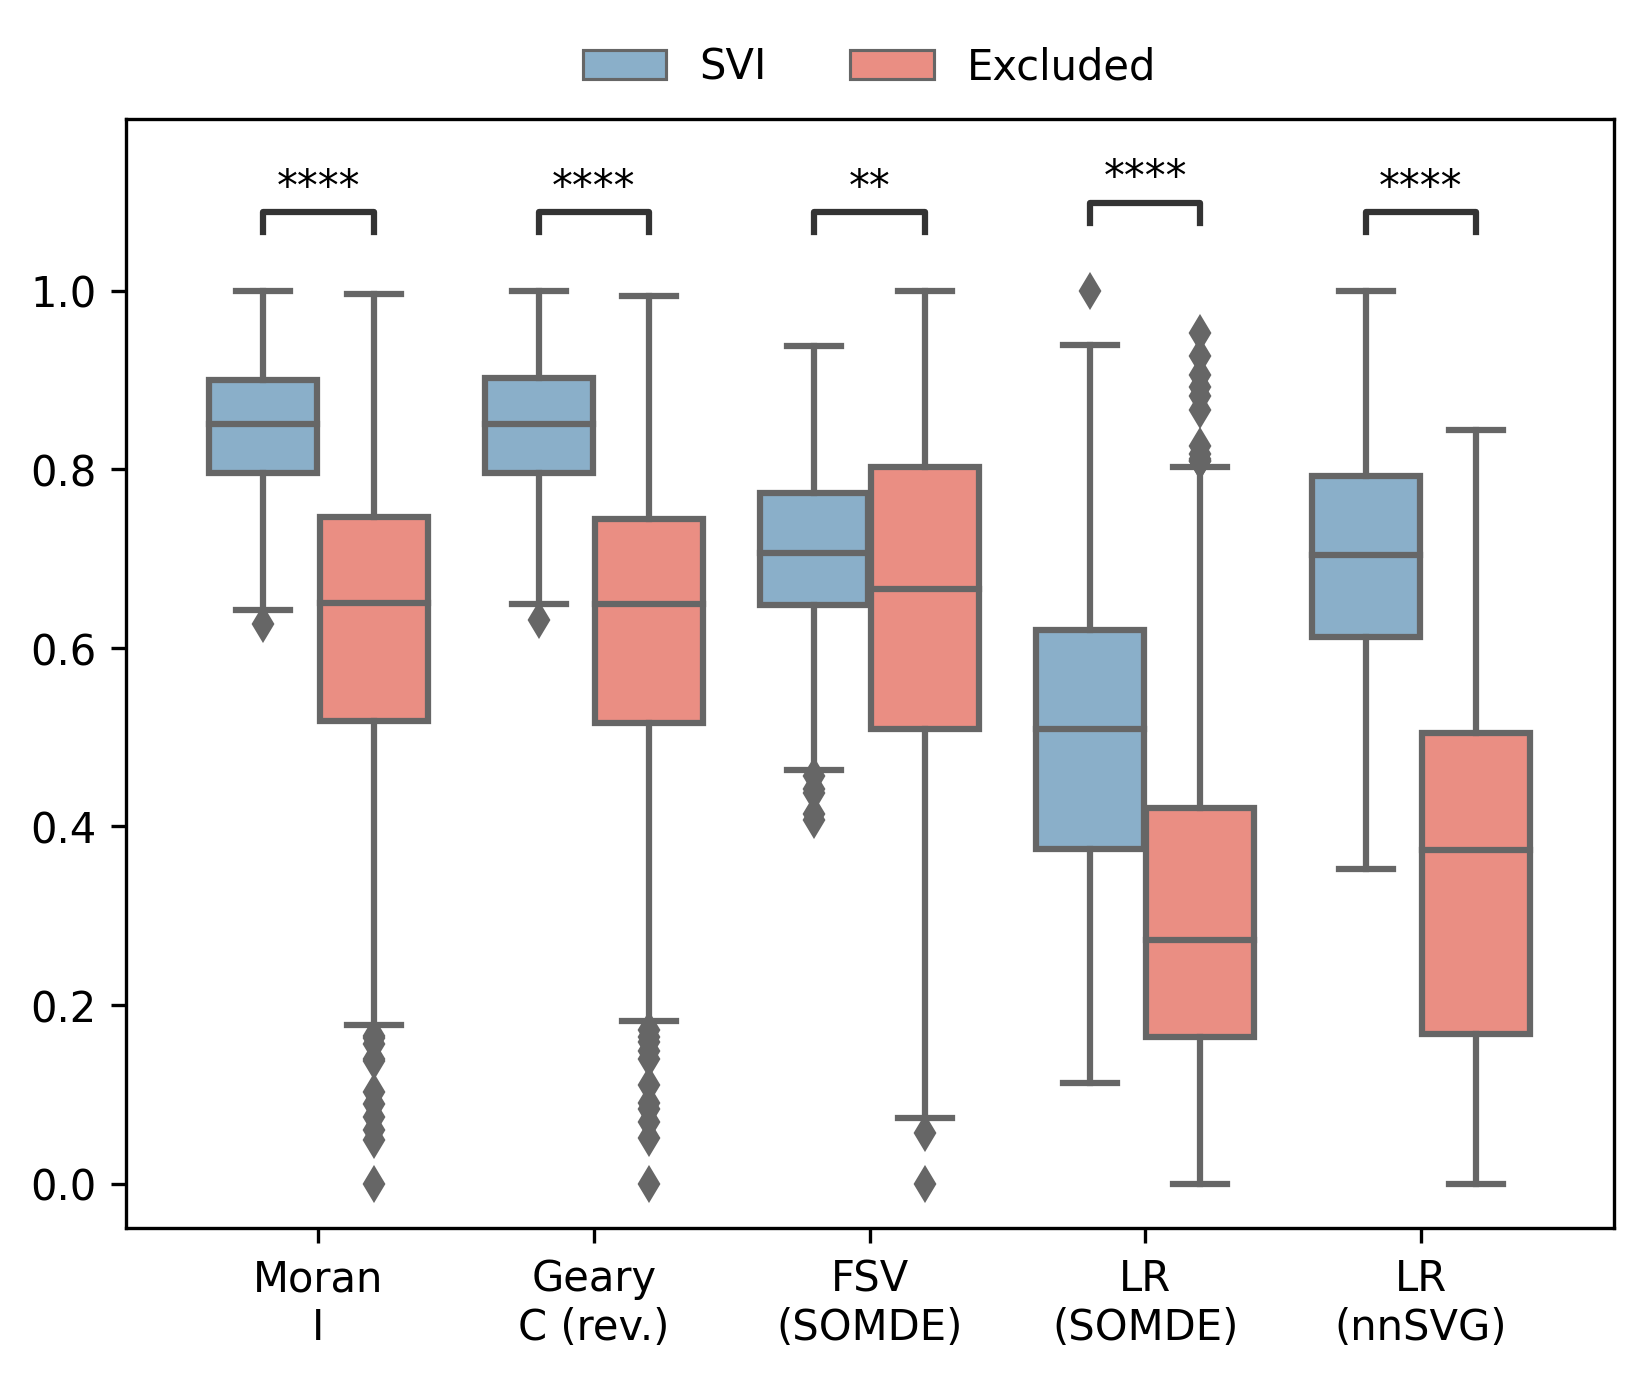 SVI Excluded
**** **** ** **** ****
1.0
0.8
0.6
0.4
0.2
0.0
Moran Geary FSV LR LR
I C (rev.) (SOMDE) (SOMDE) (nnSVG)